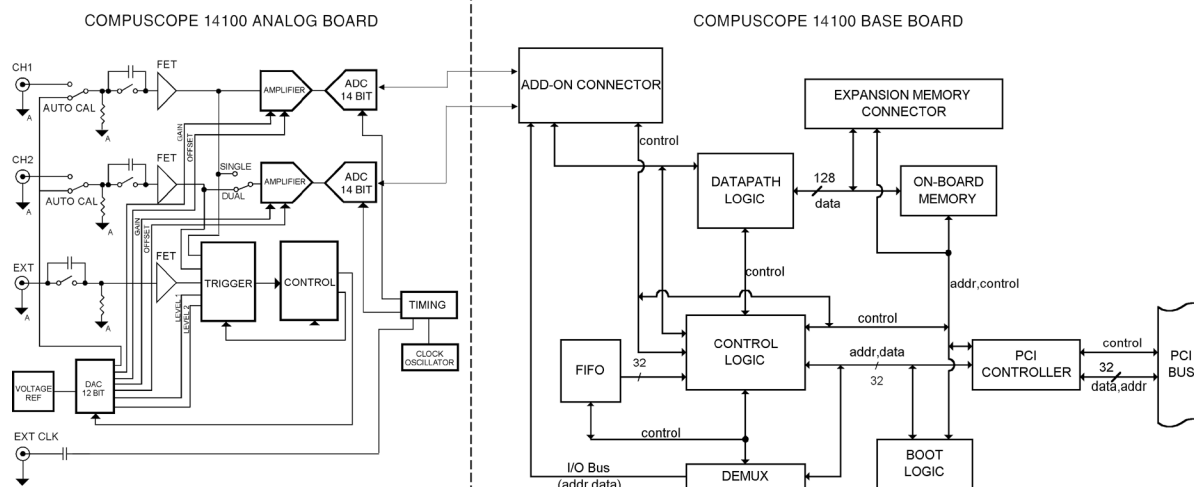 COMPUSCOPE 14100 ANALOG BOARD
COMPUSCOPE 14100 BASE BOARD
CH1
AUTO CAL
A
A
FET
AMPLIFIER
ADC
14 BIT
GAIN
OFFSET
CH2
AUTO CAL
A
A
FET
SINGLE
DUAL
AMPLIFIER
ADC
14 BIT
GAIN
OFFSET
EXT
A
A
FET
LEVEL 1
LEVEL 2
TRIGGER
CONTROL
TIMING
CLOCK
OSCILLATOR
VOLTAGE
REF
DAC
12 BIT
EXT CLK
ADD-ON CONNECTOR
control
EXPANSION MEMORY
CONNECTOR
DATAPATH
LOGIC
128
data
ON-BOARD
MEMORY
control
addr,control
CONTROL
LOGIC
control
addr,data
32
FIFO
32
PCI
CONTROLLER
control
32
data,addr
PCI
BUS
control
BOOT
LOGIC
I/O Bus
(addr,data)
DEMUX